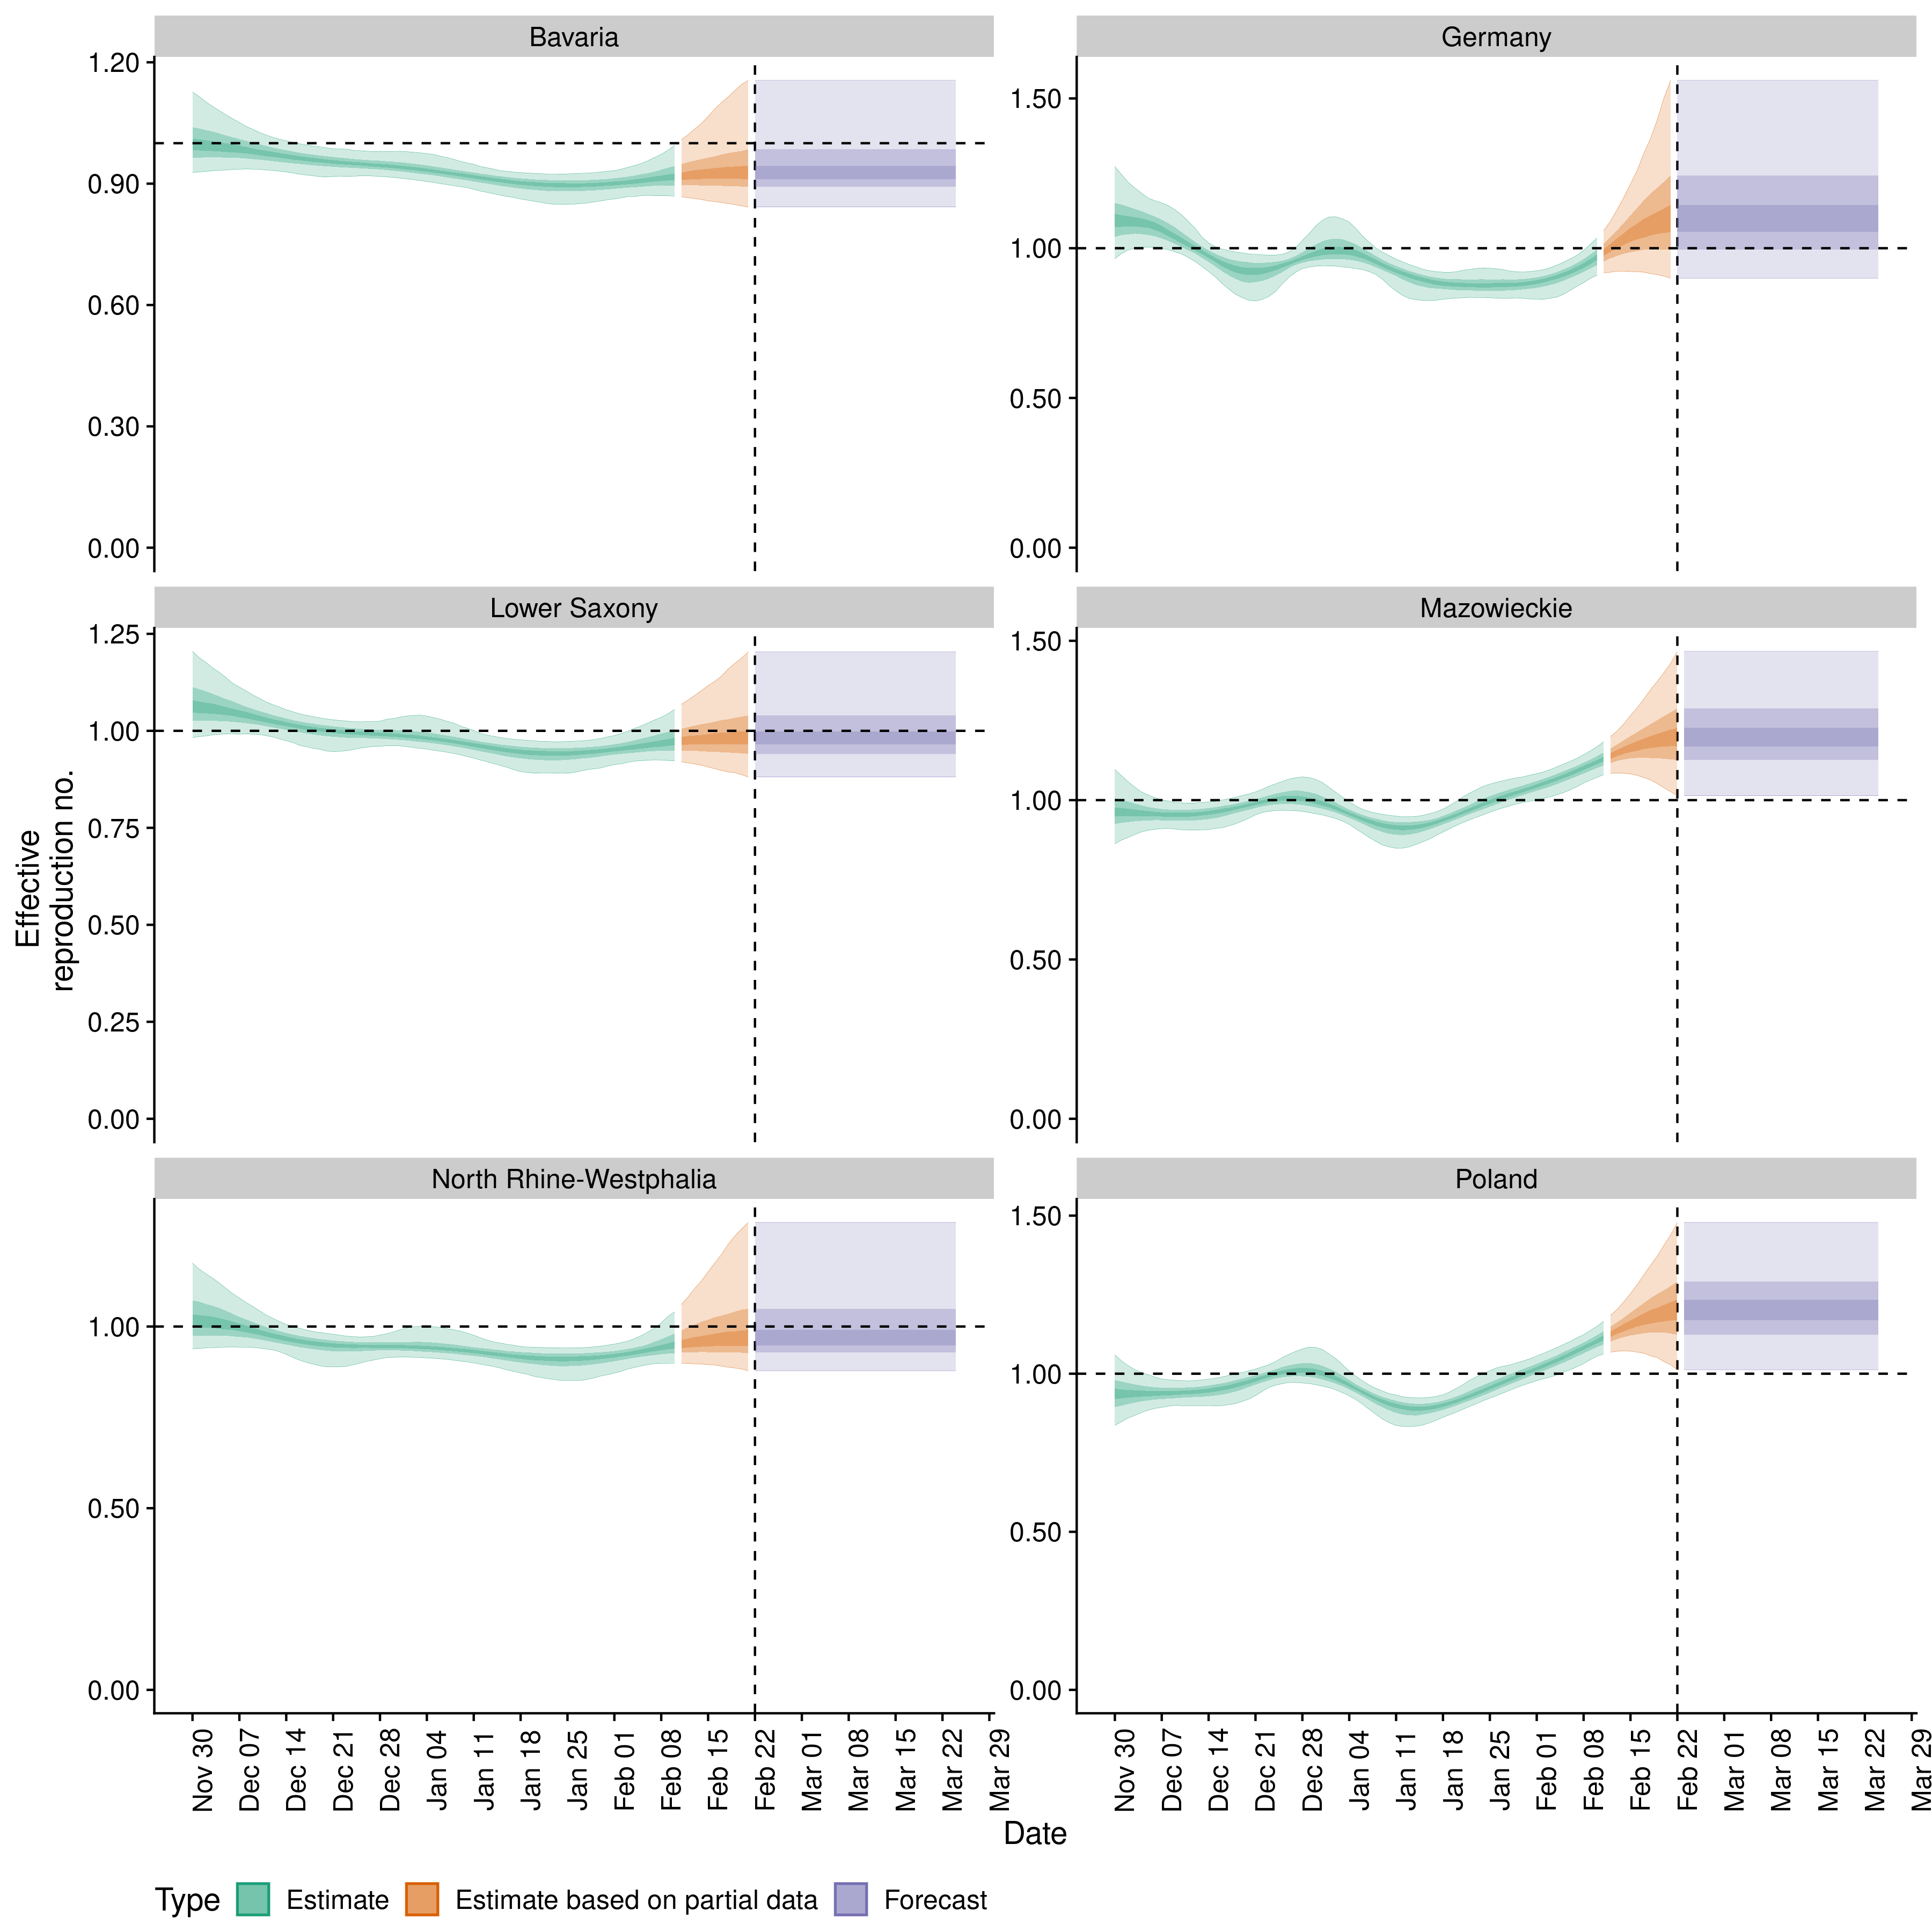 Bavaria
Germany
1.20
0.90
0.60
0.30
0.00
1.50
1.00
0.50
0.00
Lower Saxony
Mazowieckie
1.25
1.00
0.75
0.50
0.25
0.00
1.50
1.00
0.50
0.00
Effective
reproduction no.
North Rhine-Westphalia
Poland
1.00
0.50
0.00
1.50
1.00
0.50
0.00
Nov 30
Dec 07
Dec 14
Dec 21
Dec 28
Jan 04
Jan 11
Jan 18
Jan 25
Feb 01
Feb 08
Feb 15
Feb 22
Mar 01
Mar 08
Mar 15
Mar 22
Mar 29
Nov 30
Dec 07
Dec 14
Dec 21
Dec 28
Jan 04
Jan 11
Jan 18
Jan 25
Feb 01
Feb 08
Feb 15
Feb 22
Mar 01
Mar 08
Mar 15
Mar 22
Mar 29
Date
Type Estimate Estimate based on partial data Forecast